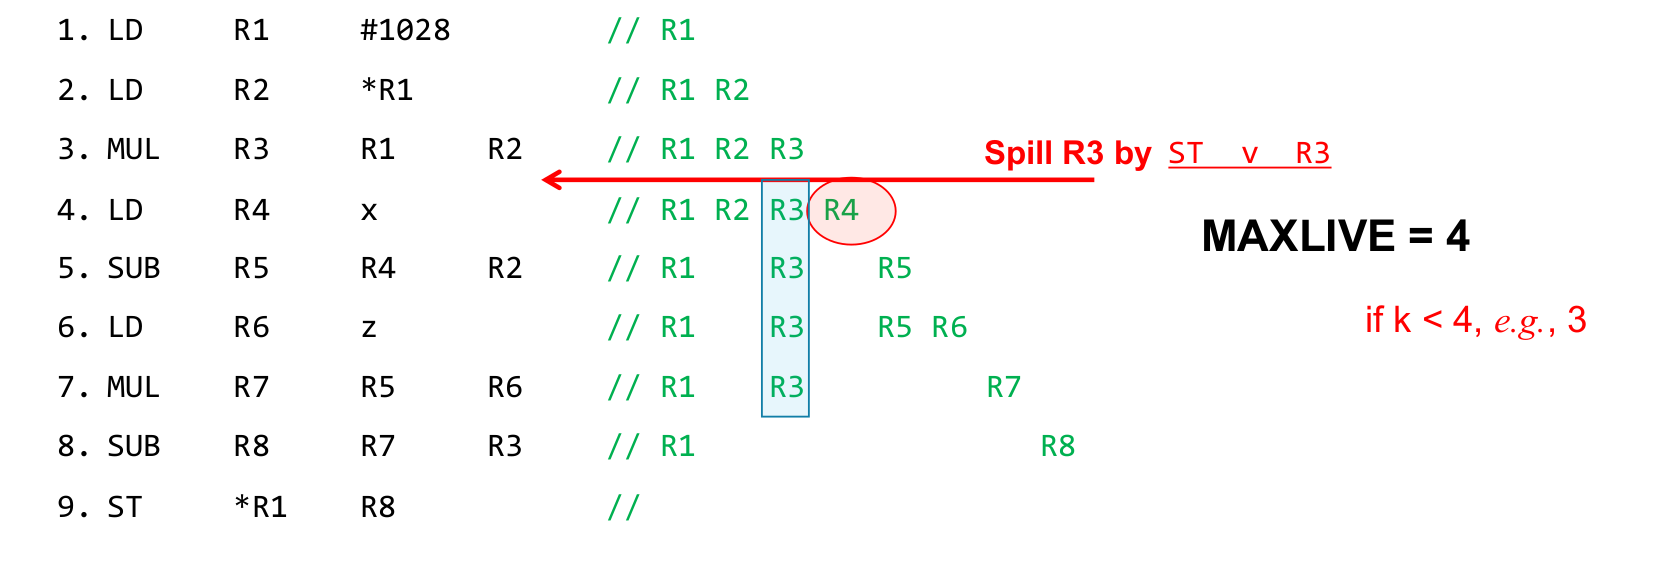 1. LD R1 #1028 // R1
2. LD R2 *R1 // R1 R2
3. MUL R3 R1 R2 // R1 R2 R3
Spill R3 by ST v R3
4. LD R4 x // R1 R2 R3 R4
MAXLIVE = 4
5. SUB R5 R4 R2 // R1 R3 R5
6. LD R6 z // R1 R3 R5 R6
if k < 4, e.g., 3
7. MUL R7 R5 R6 // R1 R3 R7
8. SUB R8 R7 R3 // R1 R8
9. ST *R1 R8 //